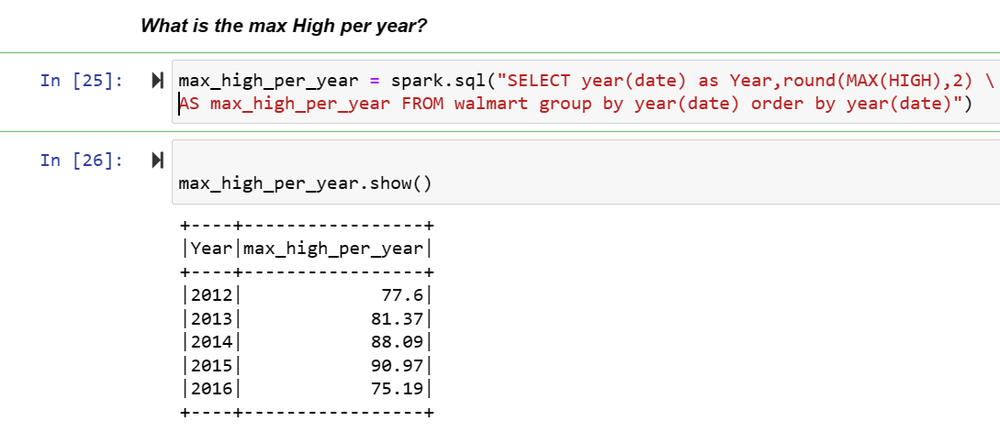 What is the max High per year?
In [25]: max_high_per_year = spark.sql("SELECT year(date) as Year,round(MAX(HIGH),2) \
AS max_high_per_year FROM walmart group by year(date) order by year(date)")
In [26]:
max_high_per_year.show()
+----+-----------------+
|Year|max_high_per_year|
+----+-----------------+
|2012|             77.6|
|2013|            81.37|
|2014|            88.09|
|2015|            90.97|
|2016|            75.19|
+----+-----------------+